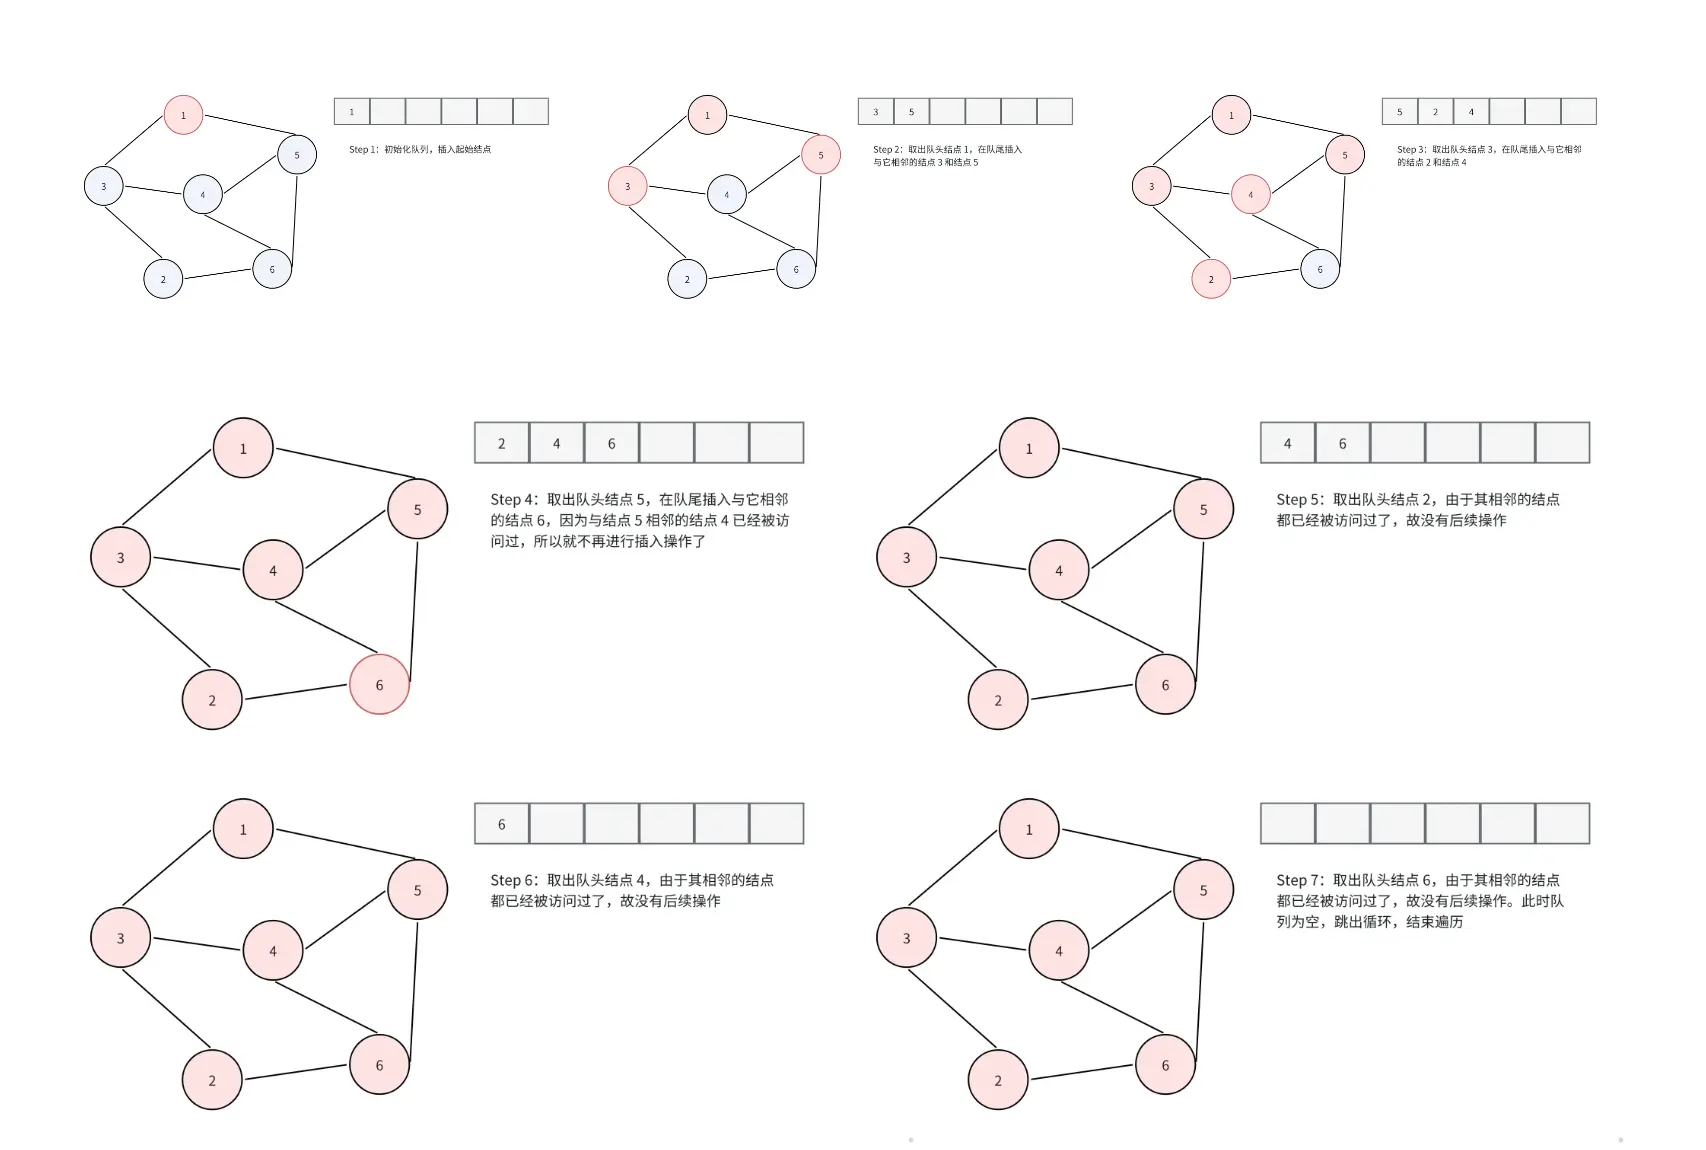 1
1
5
3
4
2
6
Step 1：初始化队列，插入起始结点
3 5
1
5
3
4
2
6
Step 2：取出队头结点 1，在队尾插入
与它相邻的结点 3 和结点 5
5 2 4
1
5
3
4
2
6
Step 3：取出队头结点 3，在队尾插入与它相邻
的结点 2 和结点 4
2 4 6
1
5
3
4
6
2
Step 4：取出队头结点 5，在队尾插入与它相邻
的结点 6，因为与结点 5 相邻的结点 4 已经被访
问过，所以就不再进行插入操作了
4 6
1
5
3
4
6
2
Step 5：取出队头结点 2，由于其相邻的结点
都已经被访问过了，故没有后续操作
6
1
5
3
4
6
2
Step 6：取出队头结点 4，由于其相邻的结点
都已经被访问过了，故没有后续操作
1
5
3
4
6
2
Step 7：取出队头结点 6，由于其相邻的结点
都已经被访问过了，故没有后续操作。此时队
列为空，跳出循环，结束遍历